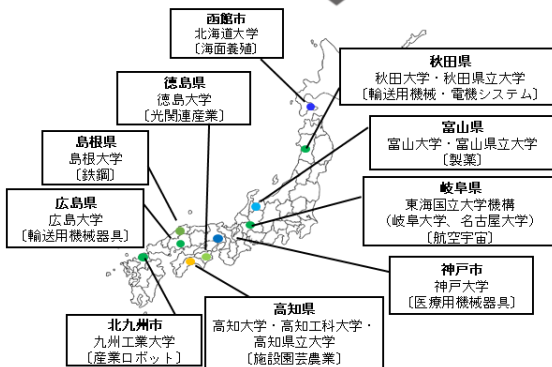 函館市
北海道大学
〔海面養殖〕
秋田県
秋田大学・秋田県立大学
〔輸送用機械・電機システム〕
徳島県
徳島大学
〔光関連産業〕
富山県
富山大学・富山県立大学
〔製薬〕
島根県
島根大学
〔鉄鋼〕
岐阜県
東海国立大学機構
（岐阜大学、名古屋大学）
〔航空宇宙〕
広島県
広島大学
〔輸送用機械器具〕
神戸市
神戸大学
〔医療用機械器具〕
高知県
高知大学・高知工科大学・
高知県立大学
〔施設園芸農業〕
北九州市
九州工業大学
〔産業ロボット〕